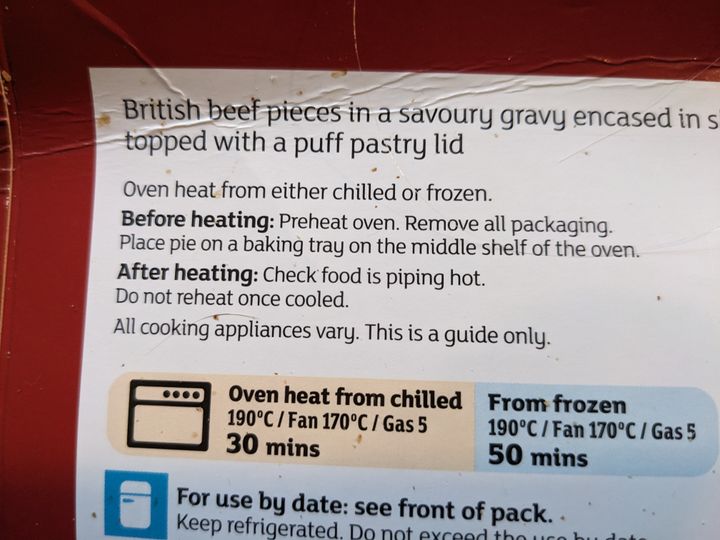 British beef pieces in a savoury gravy encased in s
topped with a puff pastry lid
Oven heat from either chilled or frozen.
Before heating: Preheat oven. Remove all packaging.
Place pie on a baking tray on the middle shelf of the oven.
After heating: Check food is piping hot.
Do not reheat once cooled.
All cooking appliances vary. This is a guide only.
Oven heat from chilled
190°C / Fan 170°C / Gas 5
30 mins
From frozen
190°C / Fan 170°C / Gas 5
50 mins
For use by date: see front of pack.
Keep refrigerated. Do not exceed the use by date